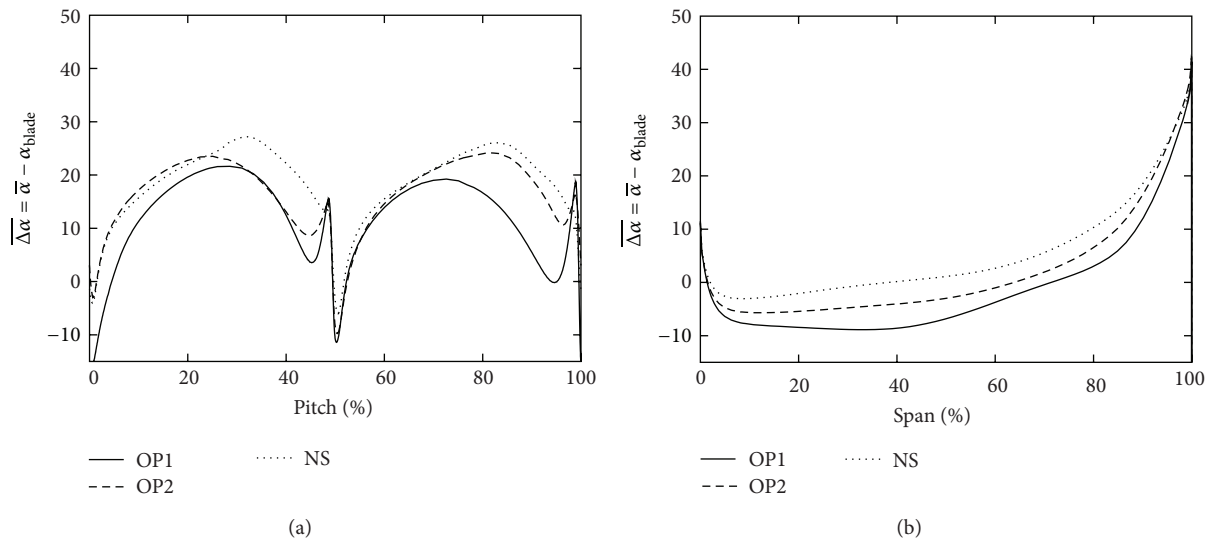 50
40
30
20
10
0
−10
0 20 40 60 80 100
Pitch (%)
Δα = α − α_blade
OP1
OP2
NS
(a)
50
40
30
20
10
0
−10
0 20 40 60 80 100
Span (%)
Δα = α − α_blade
OP1
OP2
NS
(b)